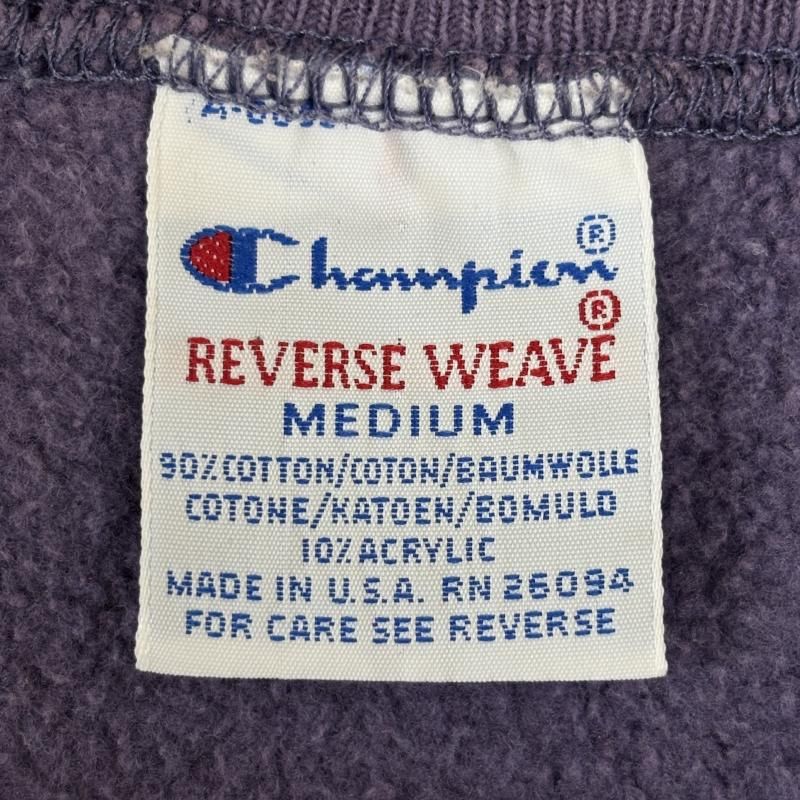 Champion®
®
REVERSE WEAVE
MEDIUM
90% COTTON/COTON/BAUMWOLLE
COTONE/KATOEN/BOMULD
10% ACRYLIC
MADE IN U.S.A. RN 26094
FOR CARE SEE REVERSE